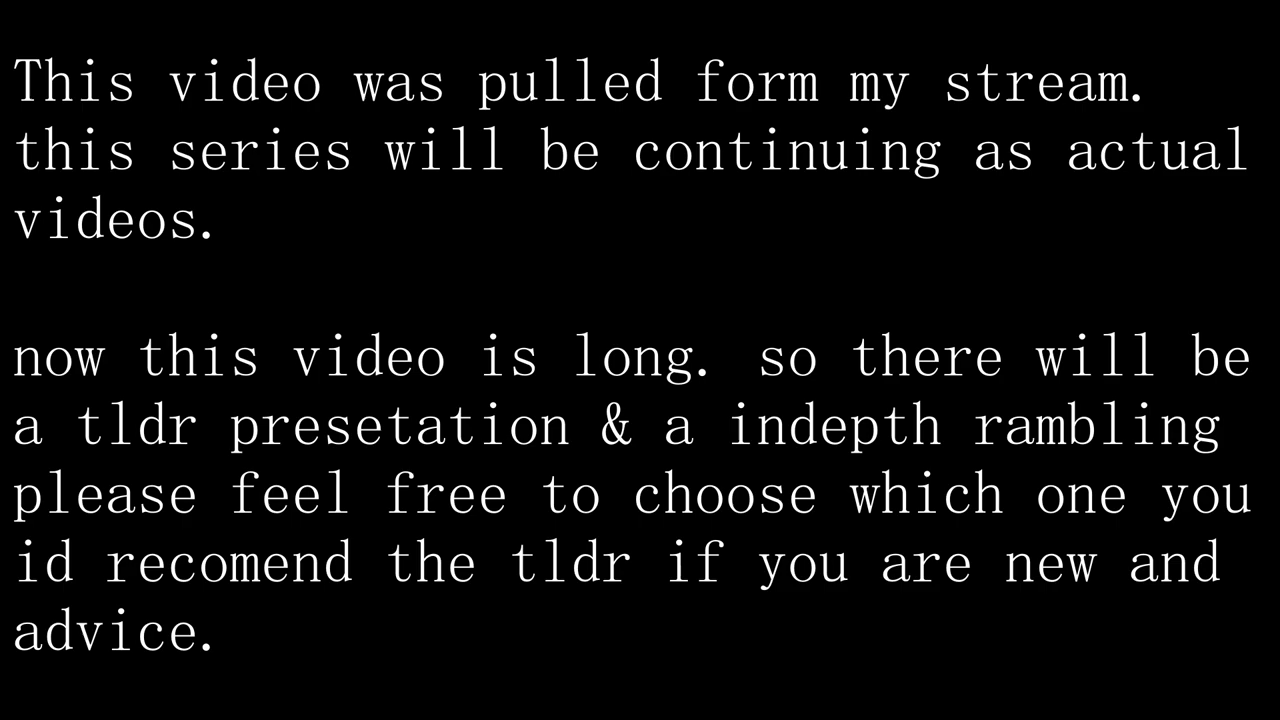 This video was pulled form my stream.
this series will be continuing as actual
videos.
now this video is long. so there will be
a tldr presetation & a indepth rambling
please feel free to choose which one you
id recomend the tldr if you are new and
advice.